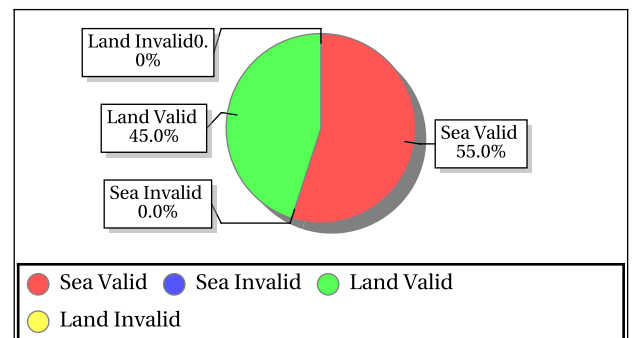 Land Invalid0.
0%
Land Valid
45.0%
Sea Valid
55.0%
Sea Invalid
0.0%
Sea Valid
Sea Invalid
Land Valid
Land Invalid